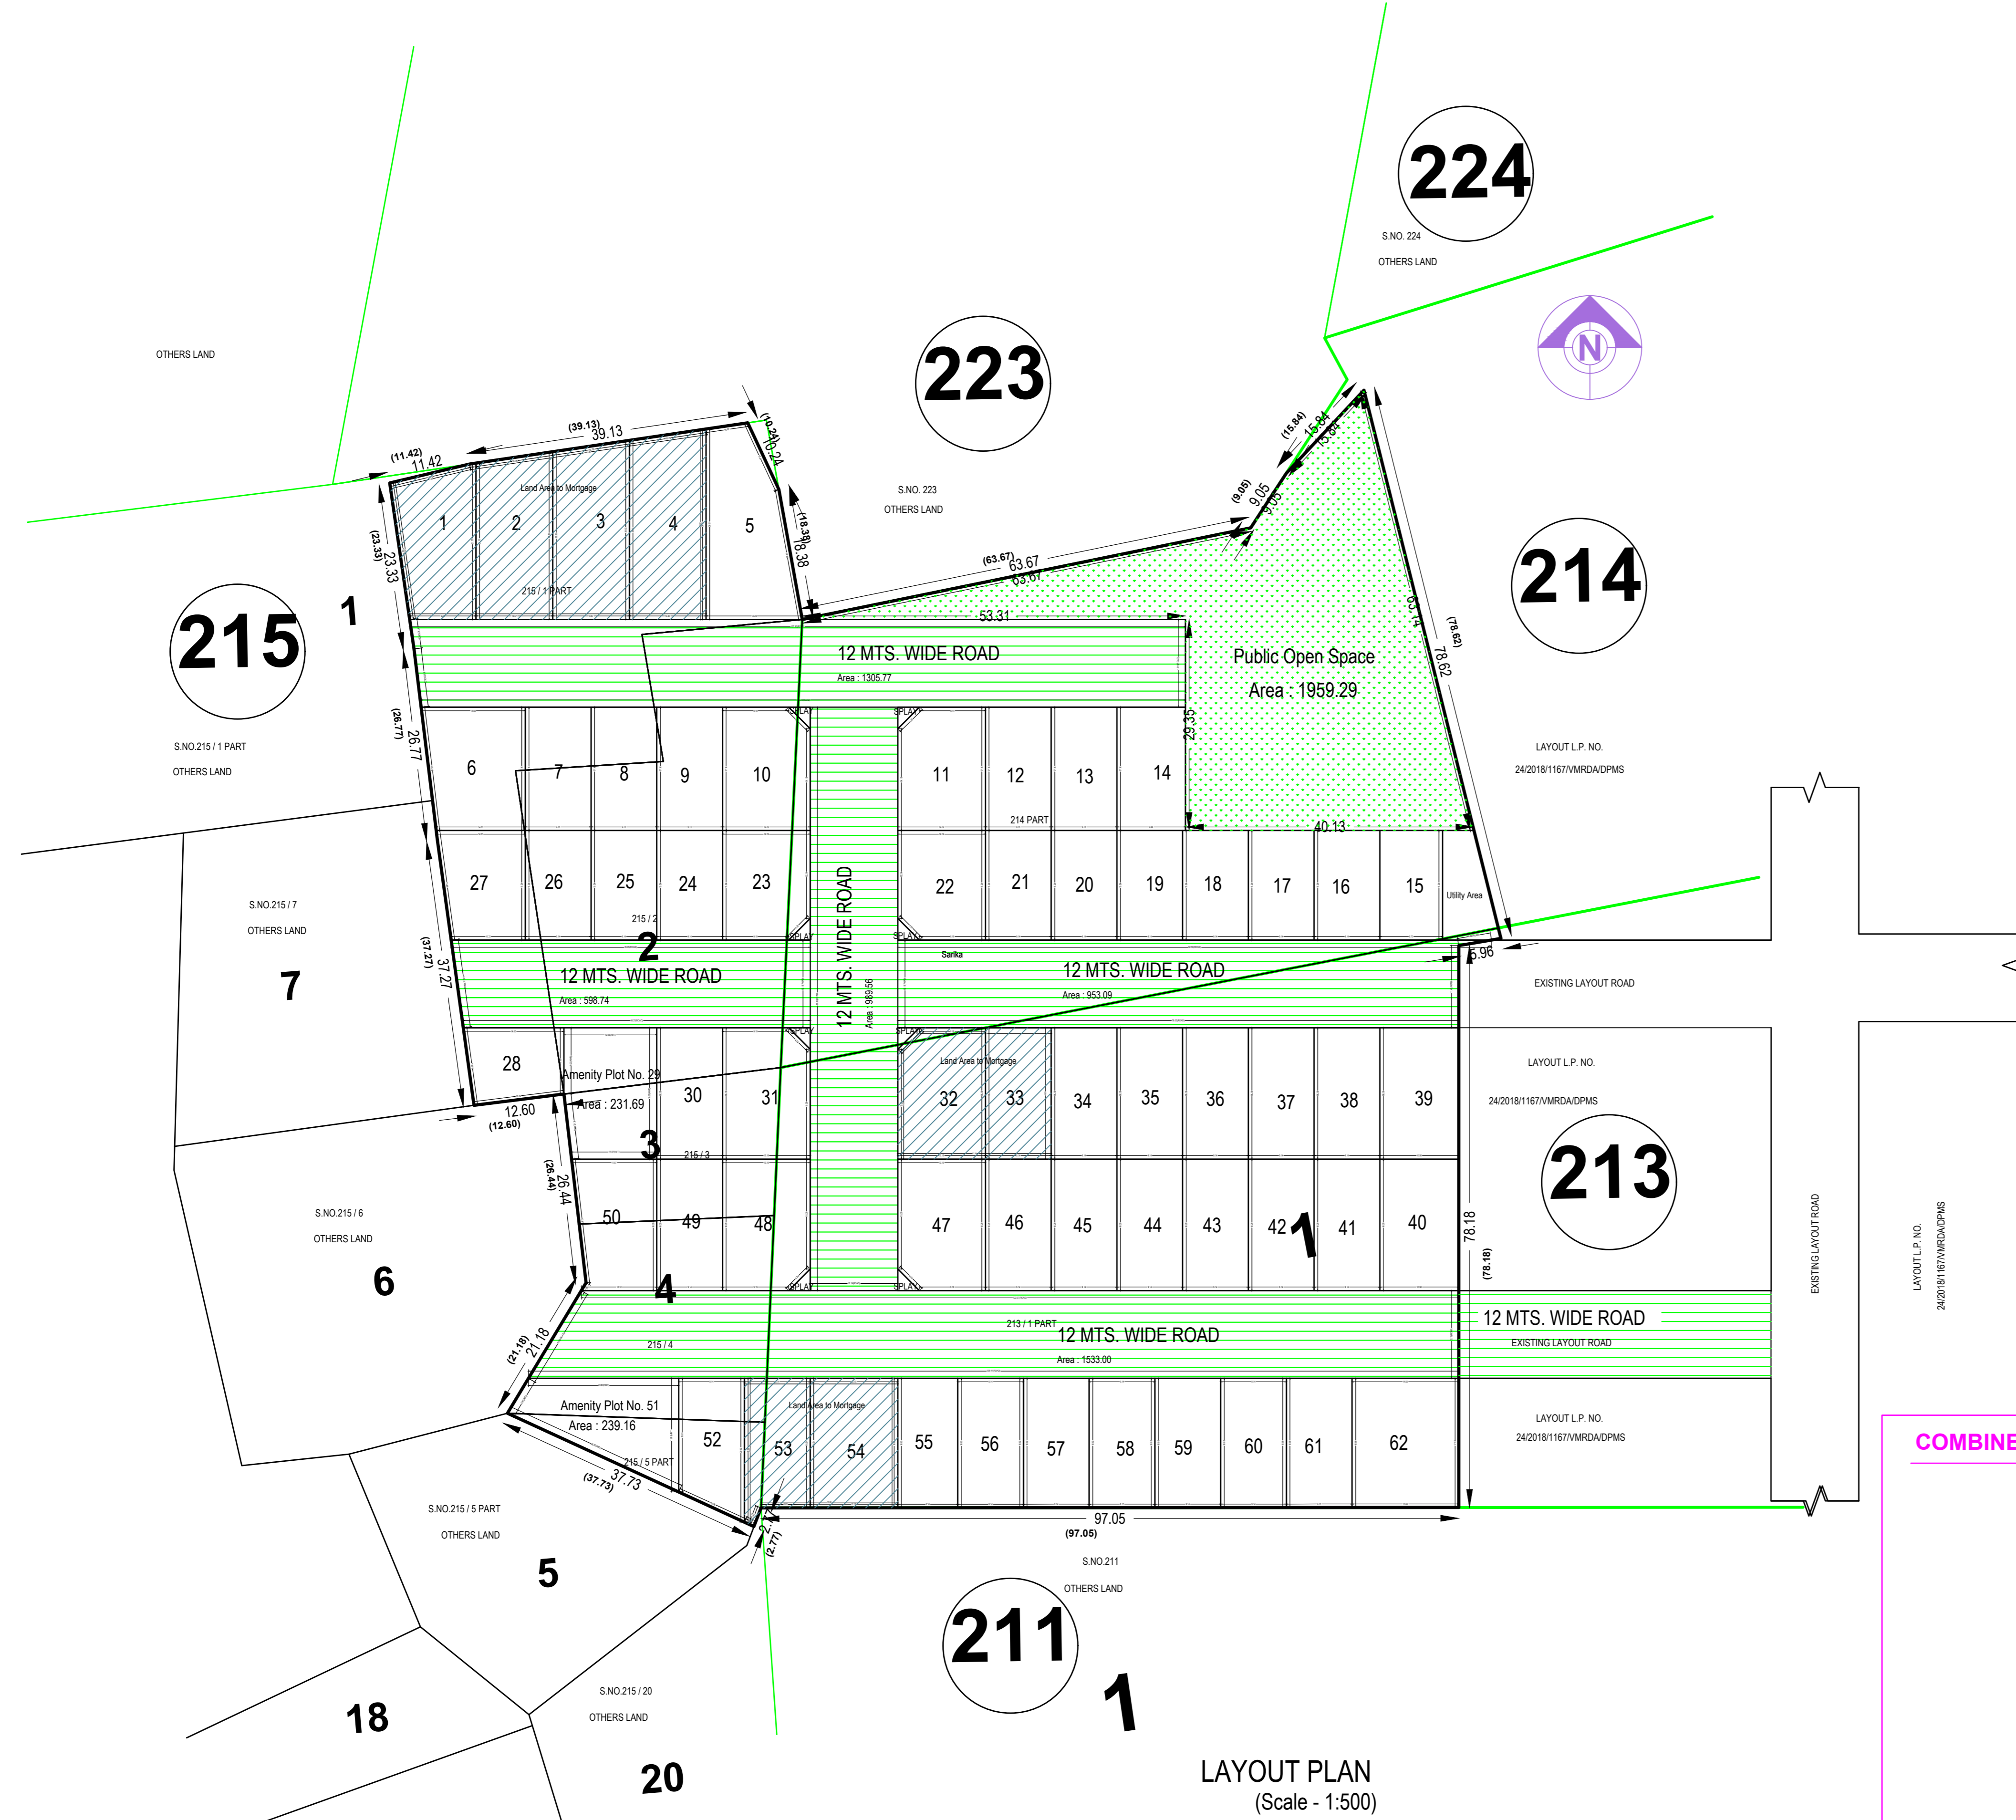 224
S.NO. 224
OTHERS LAND
N
223
S.NO. 223
OTHERS LAND
OTHERS LAND
(11.42)
11.42
(39.13)
39.13
(10.24)
10.24
(18.38)
18.38
(23.33)
23.33
(63.67)
63.67
63.67
(9.05)
9.05
9.05
(15.84)
15.84
15.84
63.14
(78.62)
78.62
53.31
29.35
40.13
Land Area to Mortgage
1
2
3
4
5
215 / 1 PART
215
1
S.NO.215 / 1 PART
OTHERS LAND
214
LAYOUT L.P. NO.
24/2018/1167/VMRDA/DPMS
12 MTS. WIDE ROAD
Area : 1305.77
Public Open Space
Area : 1959.29
(26.77)
26.77
SPLAY
SPLAY
6
7
8
9
10
11
12
13
14
214 PART
27
26
25
24
23
22
21
20
19
18
17
16
15
Utility Area
215 / 2
2
SPLAY
SPLAY
S.NO.215 / 7
OTHERS LAND
7
(37.27)
37.27
12 MTS. WIDE ROAD
Area : 598.74
12 MTS. WIDE ROAD
Area : 989.56
Sarika
12 MTS. WIDE ROAD
Area : 953.09
5.96
EXISTING LAYOUT ROAD
SPLAY
SPLAY
28
Amenity Plot No. 29
Area : 231.69
30
31
Land Area to Mortgage
32
33
34
35
36
37
38
39
LAYOUT L.P. NO.
24/2018/1167/VMRDA/DPMS
213
12.60
(12.60)
3
215 / 3
(26.44)
26.44
50
49
48
47
46
45
44
43
42
1
41
40
78.18
(78.18)
EXISTING LAYOUT ROAD
LAYOUT L.P. NO.
24/2018/1167/VMRDA/DPMS
S.NO.215 / 6
OTHERS LAND
6
4
SPLAY
SPLAY
(21.18)
21.18
215 / 4
213 / 1 PART
12 MTS. WIDE ROAD
Area : 1533.00
12 MTS. WIDE ROAD
EXISTING LAYOUT ROAD
Amenity Plot No. 51
Area : 239.16
215 / 5 PART
52
Land Area to Mortgage
53
54
55
56
57
58
59
60
61
62
LAYOUT L.P. NO.
24/2018/1167/VMRDA/DPMS
COMBINE
37.73
(37.73)
2.77
(2.77)
97.05
(97.05)
S.NO.215 / 5 PART
OTHERS LAND
5
S.NO.211
OTHERS LAND
211
1
18
S.NO.215 / 20
OTHERS LAND
20
LAYOUT PLAN
(Scale - 1:500)